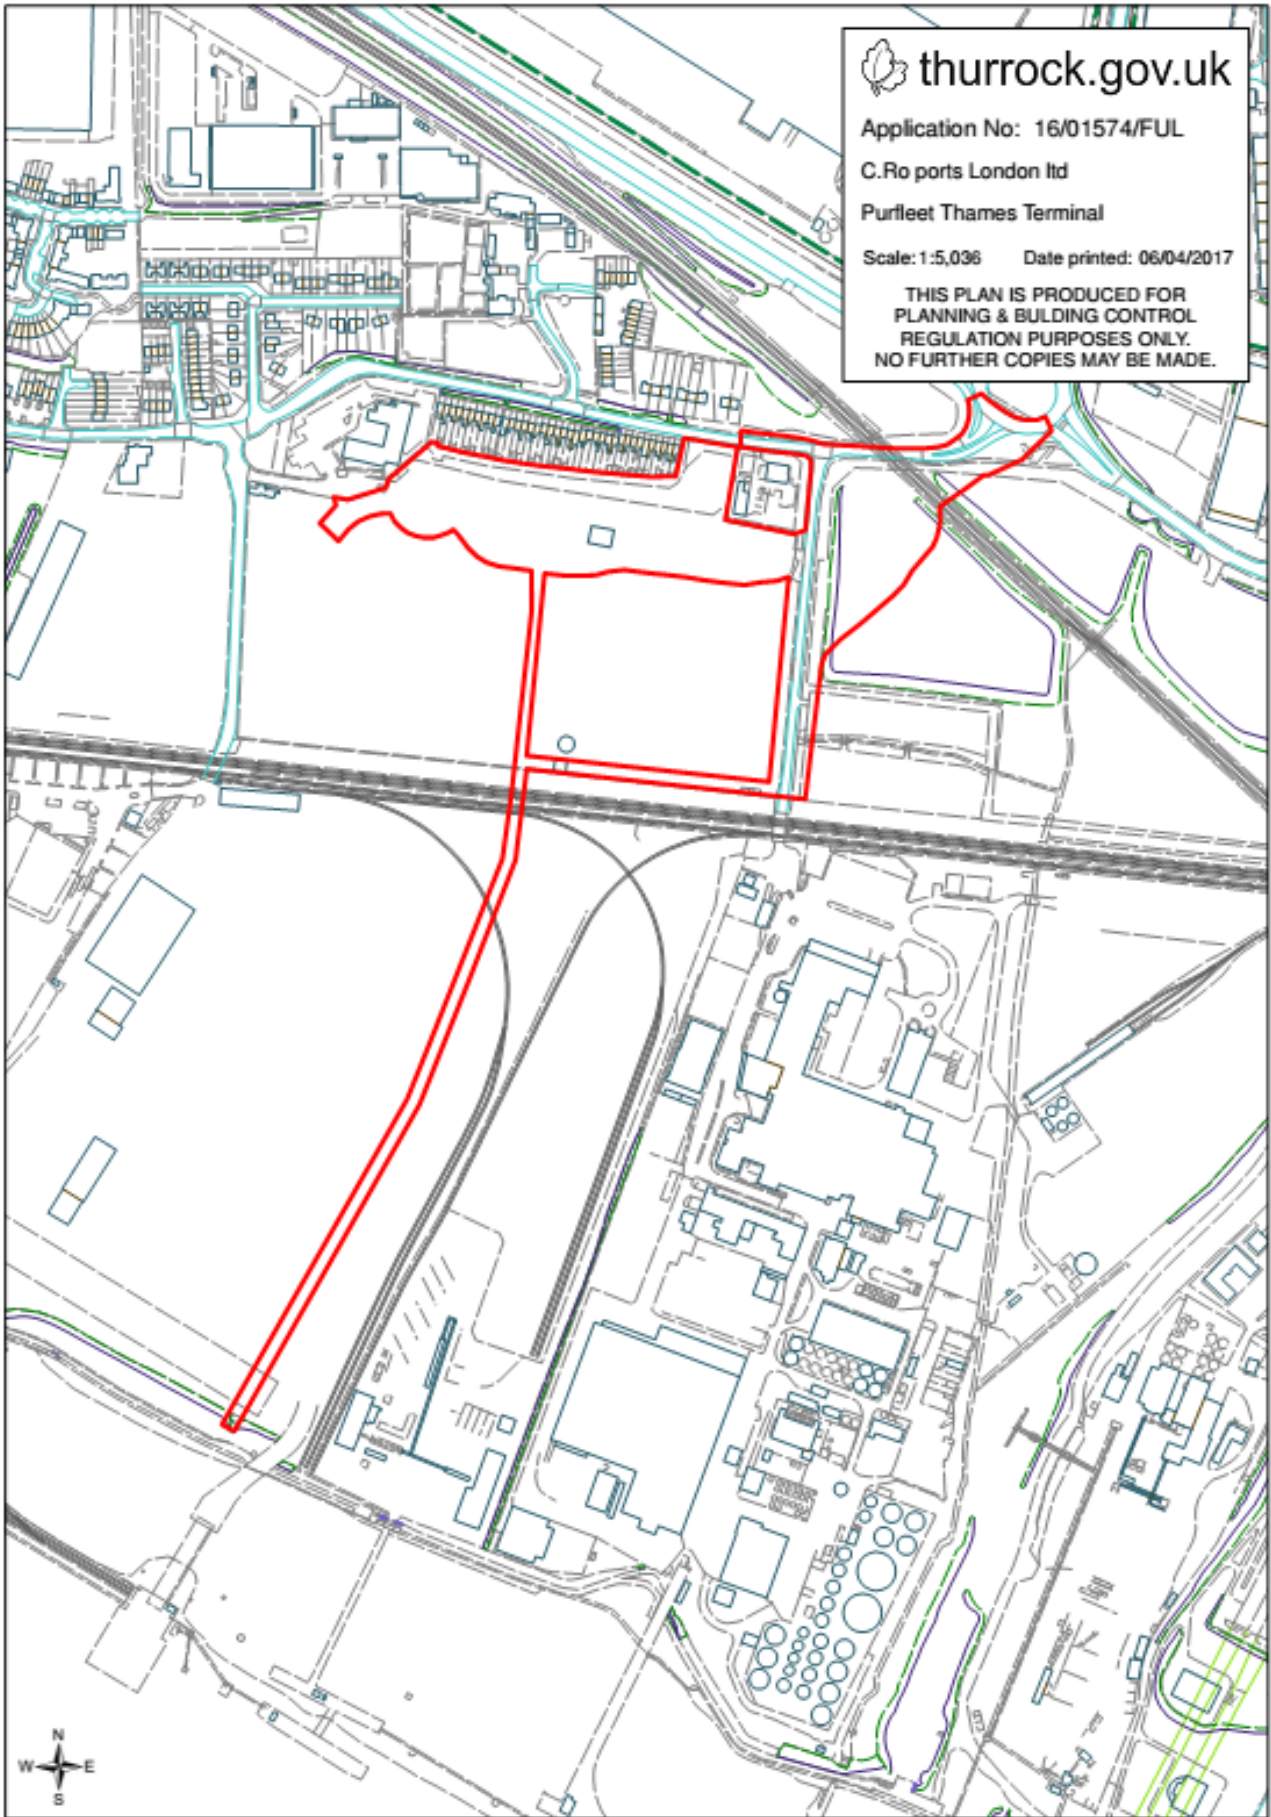 thurrock.gov.uk
Application No: 16/01574/FUL
C.Ro ports London ltd
Purfleet Thames Terminal
Scale:1:5,036 Date printed: 06/04/2017
THIS PLAN IS PRODUCED FOR
PLANNING & BULDING CONTROL
REGULATION PURPOSES ONLY.
NO FURTHER COPIES MAY BE MADE.
N
W E
S